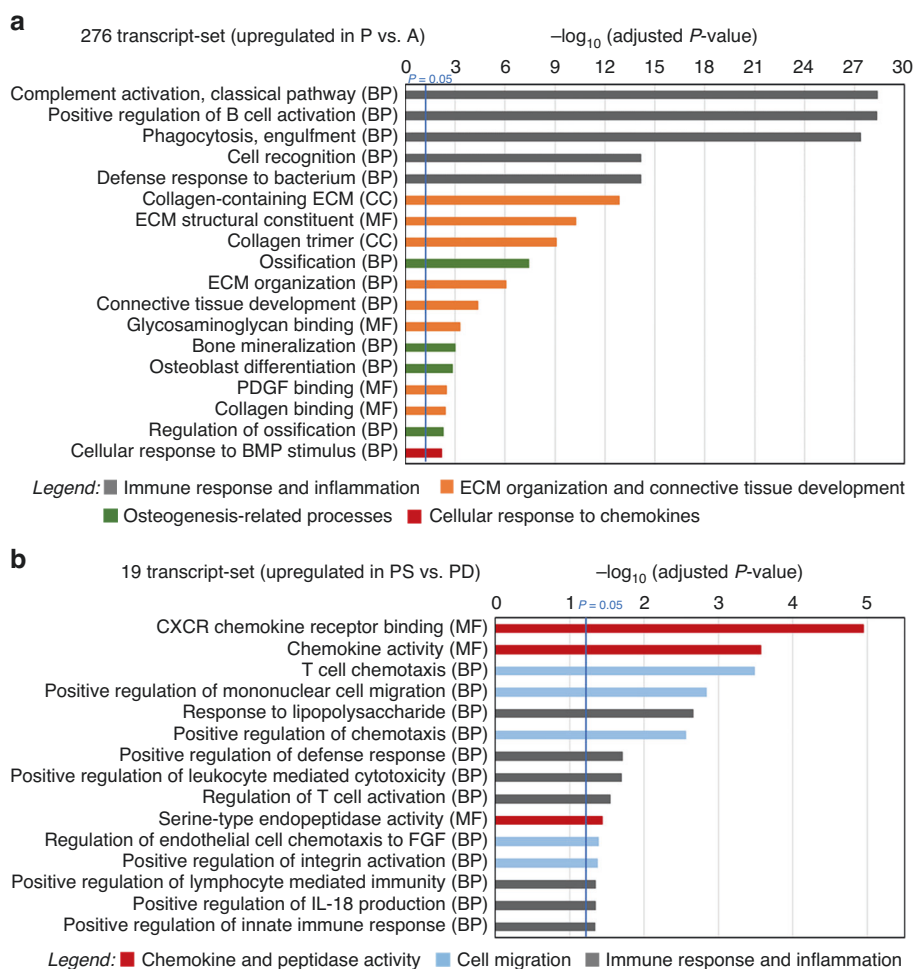 a
276 transcript-set (upregulated in P vs. A) –log10 (adjusted P-value)
0 3 6 9 12 15 18 21 24 27 30
P = 0.05
Complement activation, classical pathway (BP)
Positive regulation of B cell activation (BP)
Phagocytosis, engulfment (BP)
Cell recognition (BP)
Defense response to bacterium (BP)
Collagen-containing ECM (CC)
ECM structural constituent (MF)
Collagen trimer (CC)
Ossification (BP)
ECM organization (BP)
Connective tissue development (BP)
Glycosaminoglycan binding (MF)
Bone mineralization (BP)
Osteoblast differentiation (BP)
PDGF binding (MF)
Collagen binding (MF)
Regulation of ossification (BP)
Cellular response to BMP stimulus (BP)
Legend: Immune response and inflammation ECM organization and connective tissue development
Osteogenesis-related processes Cellular response to chemokines
b
19 transcript-set (upregulated in PS vs. PD) –log10 (adjusted P-value)
0 1 P = 0.05 2 3 4 5
CXCR chemokine receptor binding (MF)
Chemokine activity (MF)
T cell chemotaxis (BP)
Positive regulation of mononuclear cell migration (BP)
Response to lipopolysaccharide (BP)
Positive regulation of chemotaxis (BP)
Positive regulation of defense response (BP)
Positive regulation of leukocyte mediated cytotoxicity (BP)
Regulation of T cell activation (BP)
Serine-type endopeptidase activity (MF)
Regulation of endothelial cell chemotaxis to FGF (BP)
Positive regulation of integrin activation (BP)
Positive regulation of lymphocyte mediated immunity (BP)
Positive regulation of IL-18 production (BP)
Positive regulation of innate immune response (BP)
Legend: Chemokine and peptidase activity Cell migration Immune response and inflammation